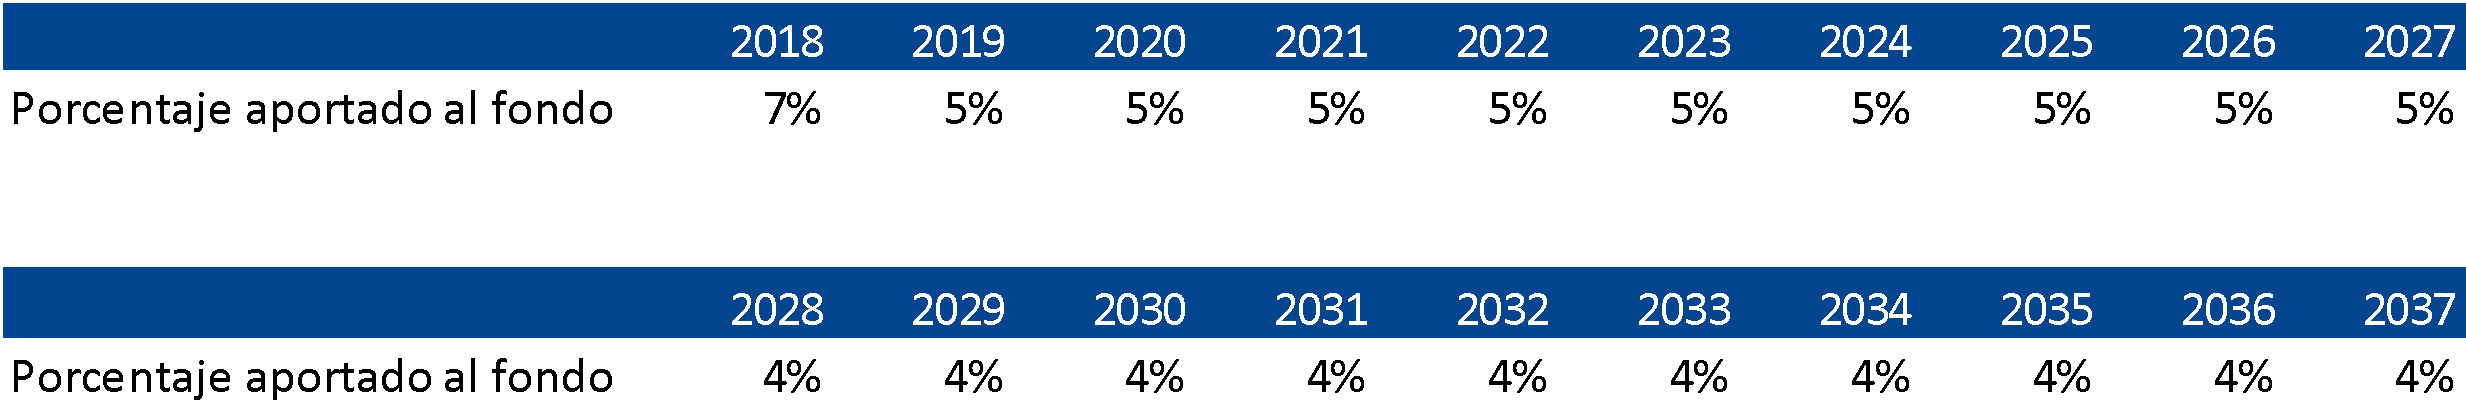 2018 2019 2020 2021 2022 2023 2024 2025 2026 2027
Porcentaje aportado al fondo 7% 5% 5% 5% 5% 5% 5% 5% 5% 5%
2028 2029 2030 2031 2032 2033 2034 2035 2036 2037
Porcentaje aportado al fondo 4% 4% 4% 4% 4% 4% 4% 4% 4% 4%